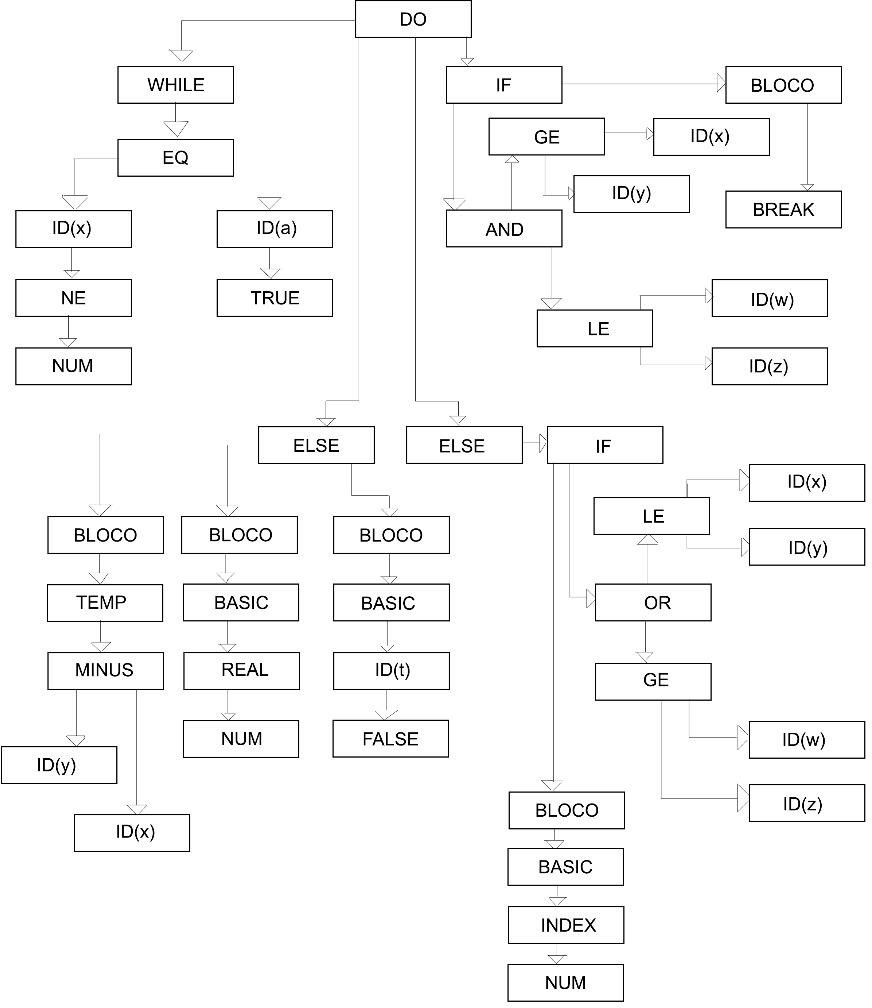 DO
WHILE
IF
BLOCO
EQ
GE
ID(x)
ID(y)
BREAK
ID(x)
ID(a)
AND
NE
TRUE
LE
ID(w)
NUM
ID(z)
ELSE
ELSE
IF
LE
ID(x)
ID(y)
BLOCO
BLOCO
BLOCO
TEMP
BASIC
BASIC
OR
MINUS
REAL
ID(t)
GE
NUM
FALSE
ID(w)
ID(y)
ID(z)
ID(x)
BLOCO
BASIC
INDEX
NUM